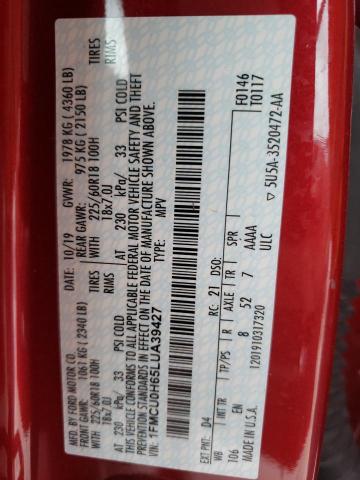 MFD. BY FORD MOTOR CO. DATE: 10/19 GVWR: 1978 KG ( 4360 LB)
FRONT GAWR: 1061 KG ( 2340 LB) REAR GAWR: 975 KG ( 2150 LB)
WITH 225/60R18 100H TIRES WITH 225/60R18 100H TIRES
18x7.0J RIMS 18x7.0J RIMS
AT 230 kPa/ 33 PSI COLD AT 230 kPa/ 33 PSI COLD
THIS VEHICLE CONFORMS TO ALL APPLICABLE FEDERAL MOTOR VEHICLE SAFETY AND THEFT
PREVENTION STANDARDS IN EFFECT ON THE DATE OF MANUFACTURE SHOWN ABOVE.
VIN: 1FMCU0H65LUA39427
TYPE: MPV
F0146
T0117
EXT PNT: D4 RC: 21 DSO:
WB INT TR TP/PS R AXLE TR SPR
106 EN 8 52 7 AAAA
ULC
MADE IN U.S.A. 1201910317320
▽ 5U5A-3520472-AA